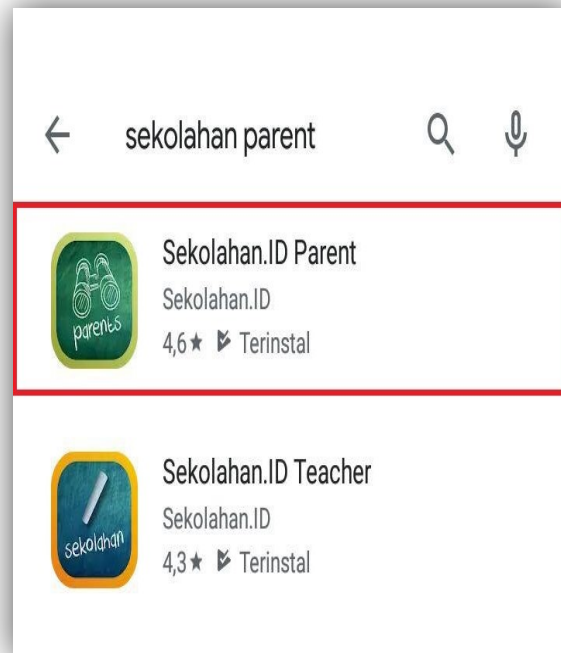 sekolahan parent
parents
Sekolahan.ID Parent
Sekolahan.ID
4,6★ Terinstal
sekolahan
Sekolahan.ID Teacher
Sekolahan.ID
4,3★ Terinstal